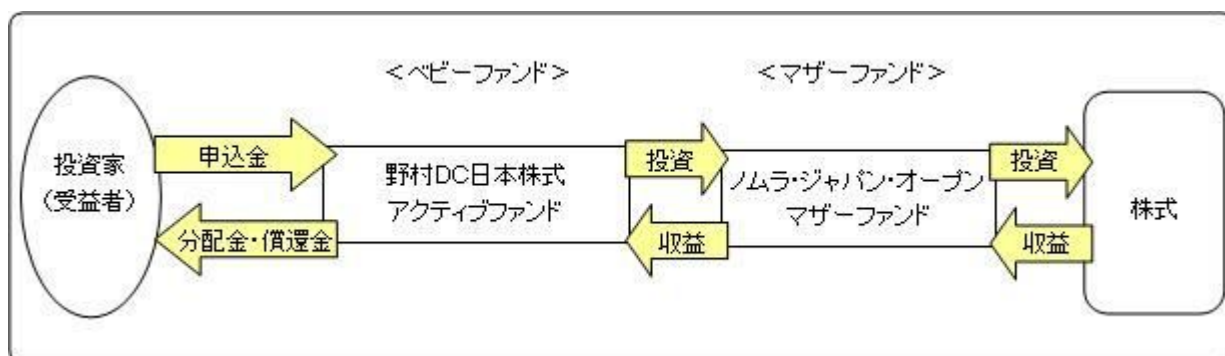 ＜ベビーファンド＞
＜マザーファンド＞
投資家
（受益者）
申込金
分配金・償還金
野村DC日本株式
アクティブファンド
投資
収益
ノムラ・ジャパン・オープン
マザーファンド
投資
収益
株式